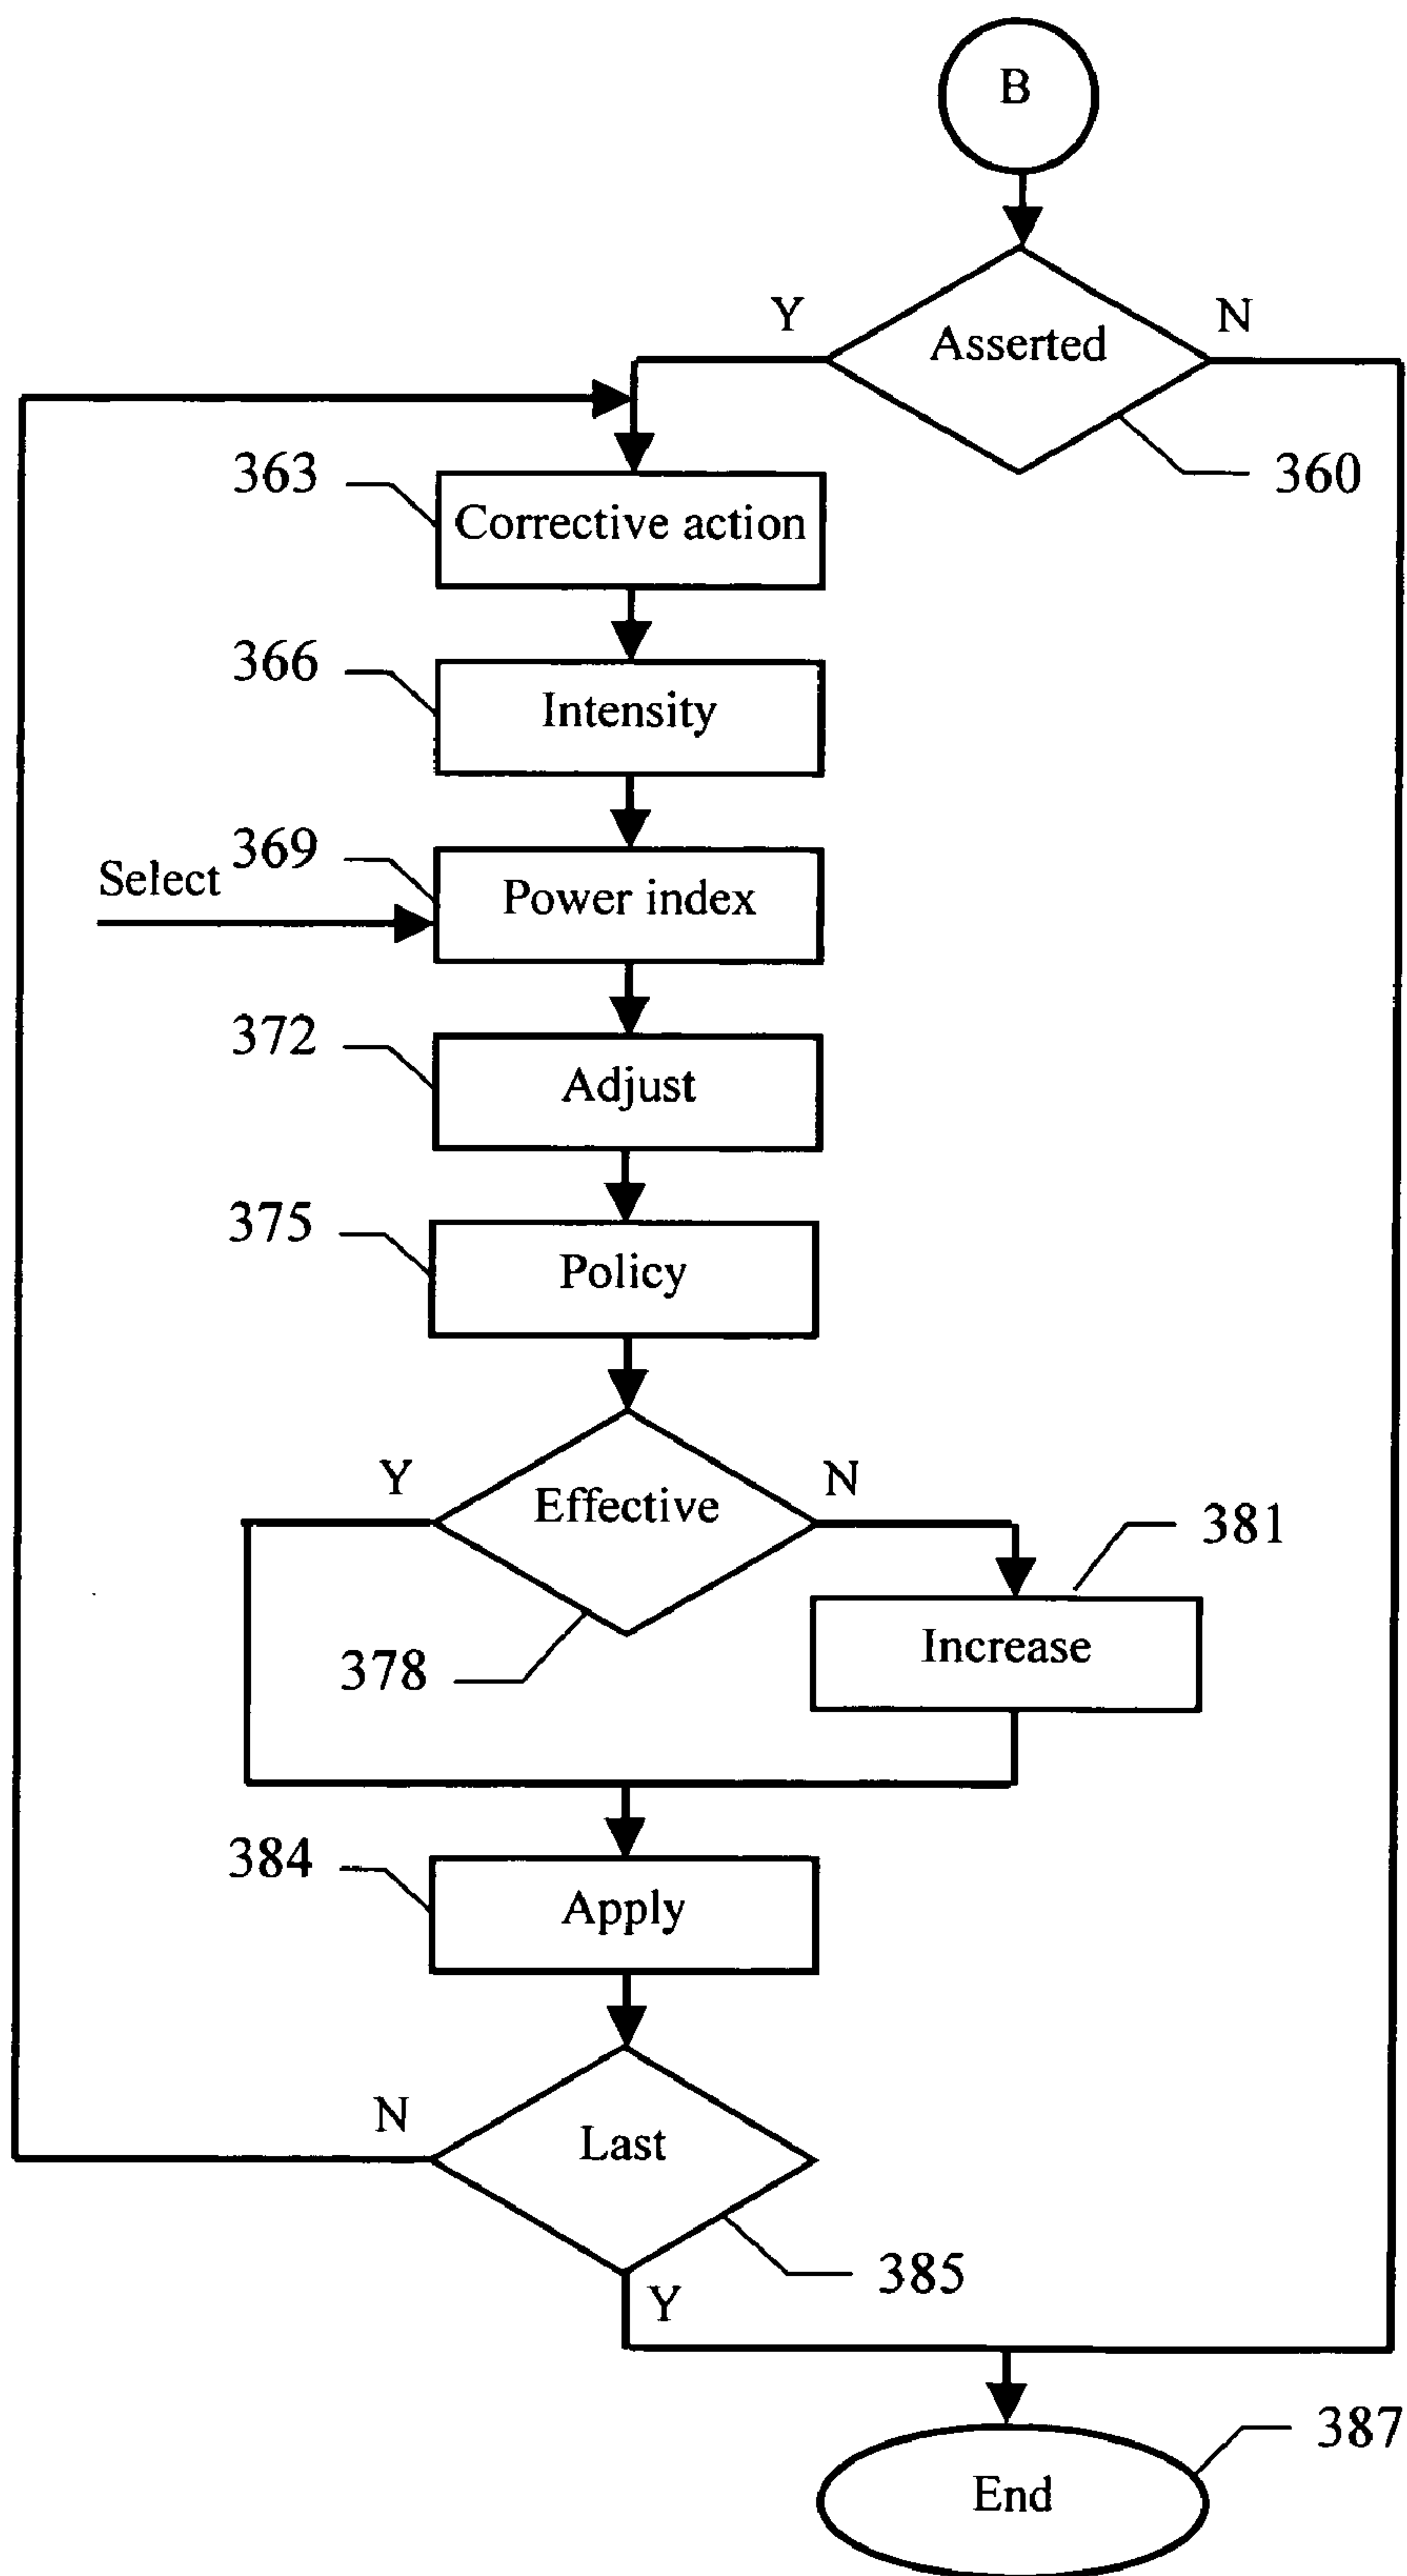 B
Y
N
Asserted
360
363
Corrective action
366
Intensity
369
Select
Power index
372
Adjust
375
Policy
Y
N
Effective
381
378
Increase
384
Apply
N
Last
385
Y
387
End